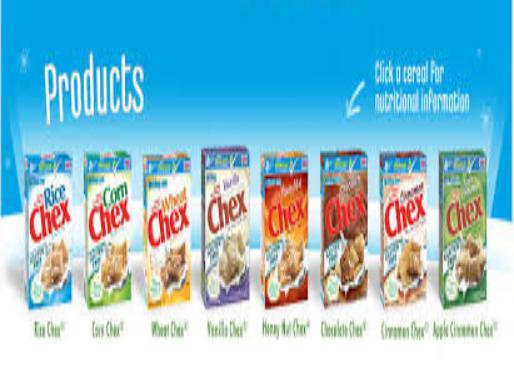 Products
Click a cereal for
nutritional information
Rice
Chex
Corn
Chex
Wheat
Chex
Vanilla
Chex
Chex
Chex
Chex
Chex
Rice Chex®
Corn Chex®
Wheat Chex®
Vanilla Chex®
Honey Nut Chex®
Chocolate Chex®
Cinnamon Chex®
Apple Cinnamon Chex®